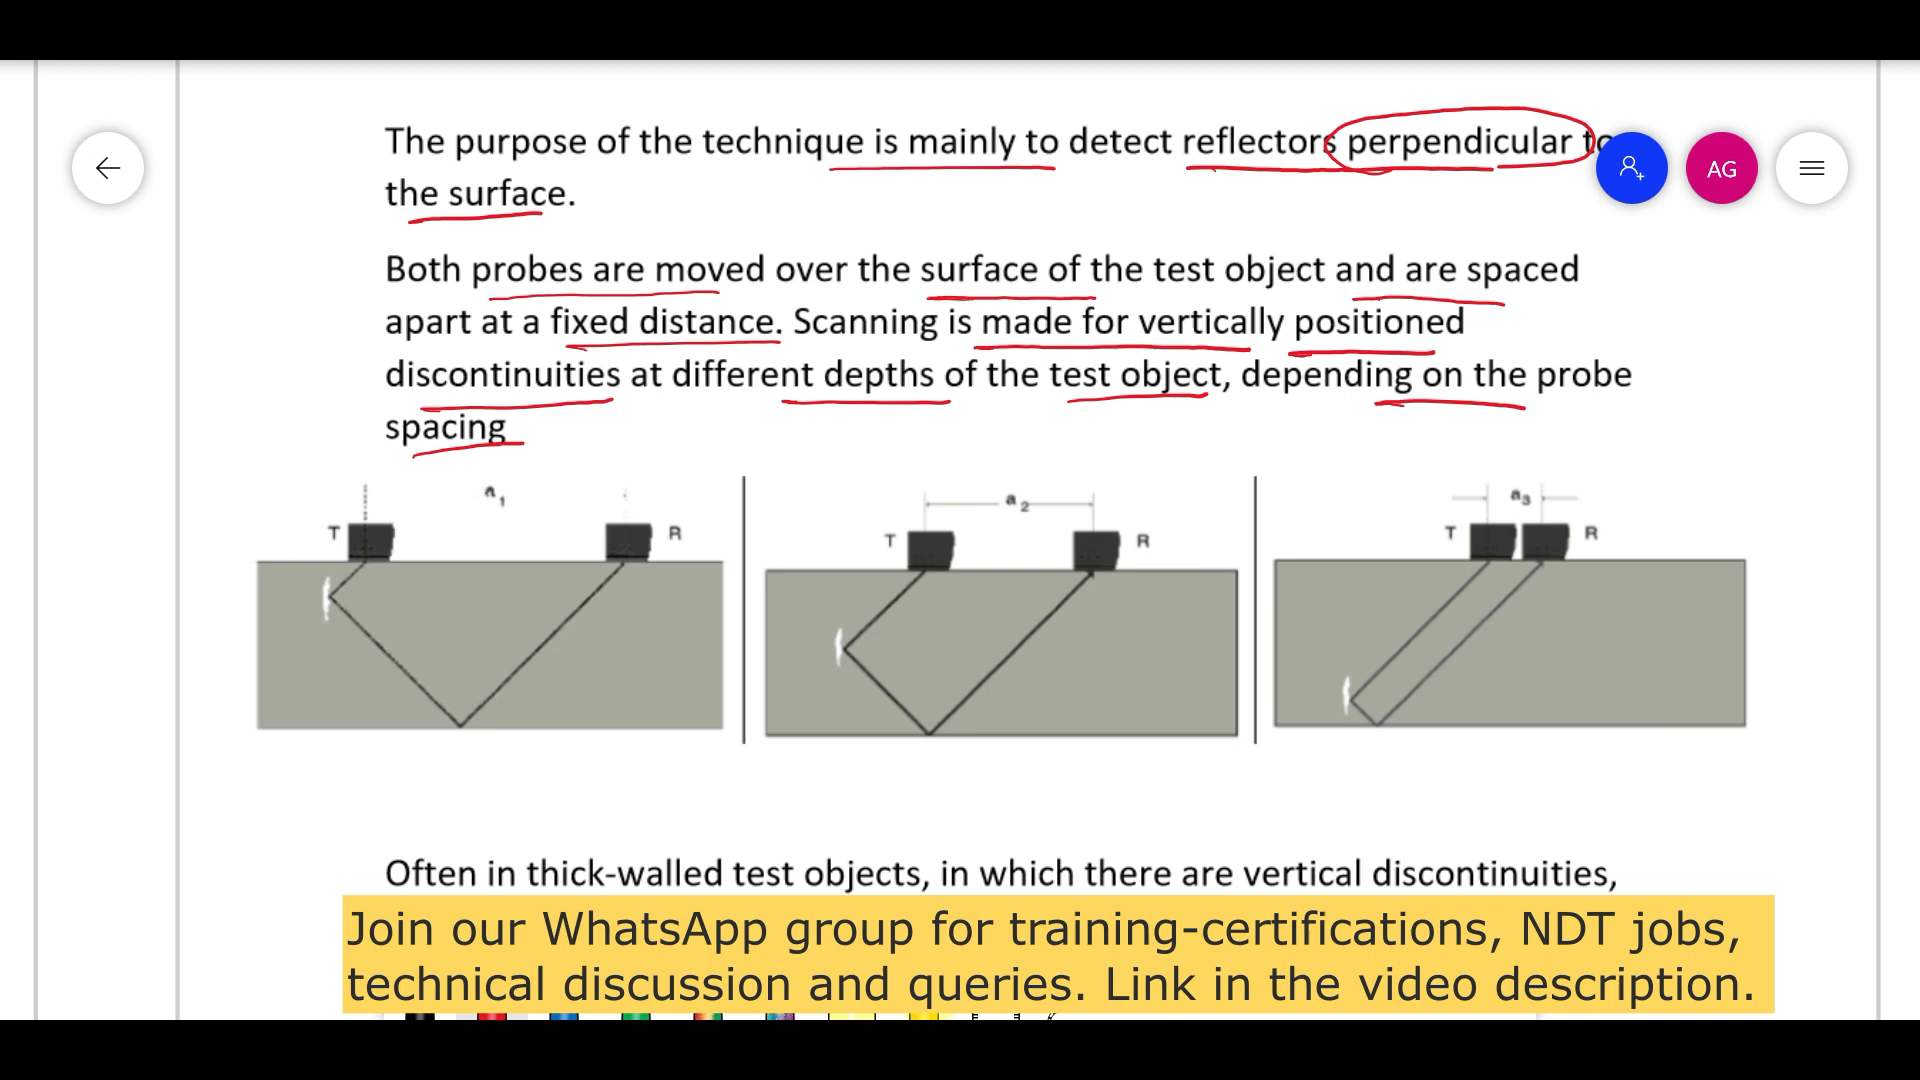 The purpose of the technique is mainly to detect reflectors perpendicular to
the surface.
AG
Both probes are moved over the surface of the test object and are spaced
apart at a fixed distance. Scanning is made for vertically positioned
discontinuities at different depths of the test object, depending on the probe
spacing
a1
T
R
a2
T
R
a3
T
R
Often in thick-walled test objects, in which there are vertical discontinuities,
Join our WhatsApp group for training-certifications, NDT jobs,
technical discussion and queries. Link in the video description.